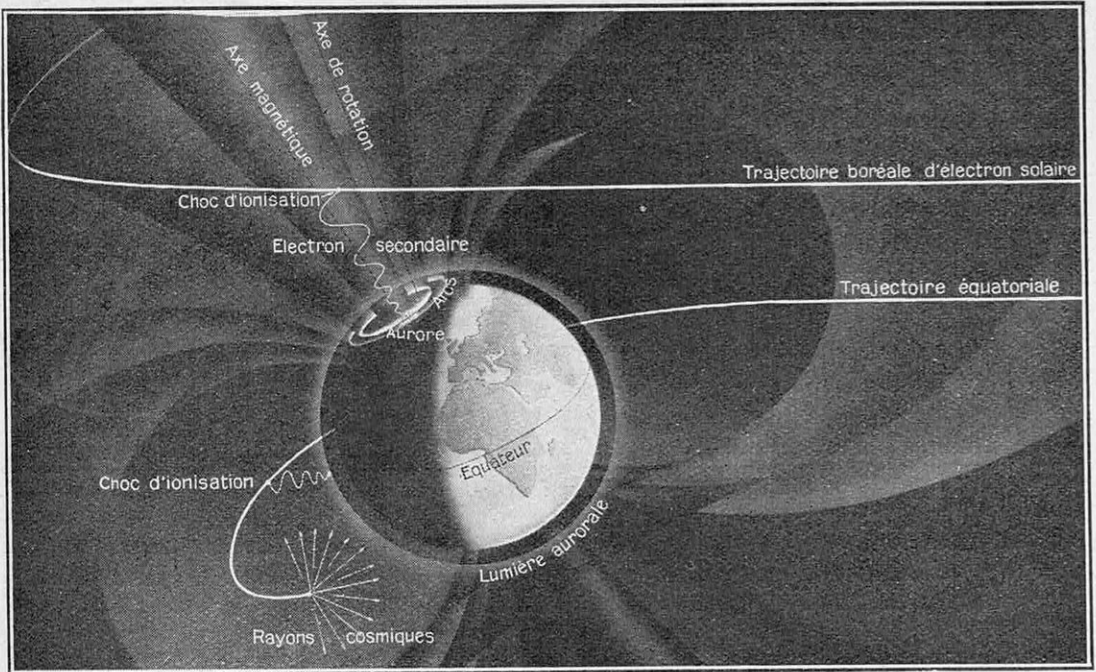 Axe de rotation
Axe magnétique
Trajectoire boréale d'électron solaire
Choc d'ionisation
Electron secondaire
Trajectoire équatoriale
Arcs
Aurore
Equateur
Choc d'ionisation
Lumière aurorale
Rayons cosmiques